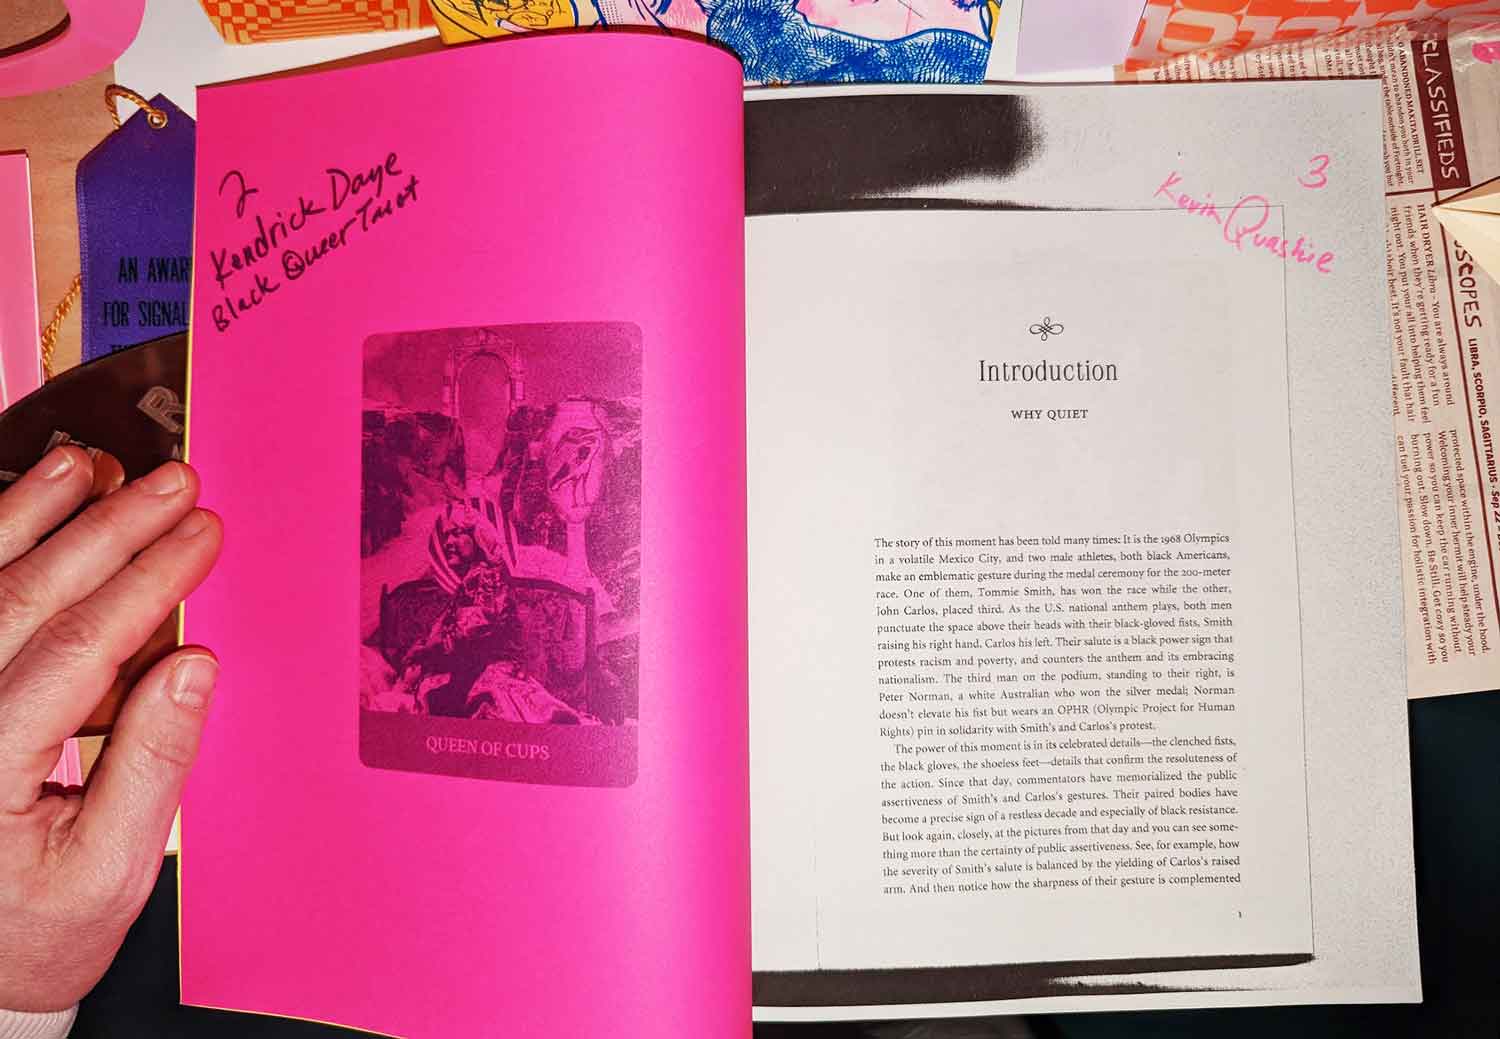 2
Kendrick Daye
Black Queer Tarot
QUEEN OF CUPS
3
Kevin Quashie
Introduction
WHY QUIET
The story of this moment has been told many times: It is the 1968 Olympics
in a volatile Mexico City, and two male athletes, both black Americans,
make an emblematic gesture during the medal ceremony for the 200-meter
race. One of them, Tommie Smith, has won the race while the other,
John Carlos, placed third. As the U.S. national anthem plays, both men
punctuate the space above their heads with their black-gloved fists, Smith
raising his right hand, Carlos his left. Their salute is a black power sign that
protests racism and poverty, and counters the anthem and its embracing
nationalism. The third man on the podium, standing to their right, is
Peter Norman, a white Australian who won the silver medal; Norman
doesn't elevate his fist but wears an OPHR (Olympic Project for Human
Rights) pin in solidarity with Smith's and Carlos's protest.
The power of this moment is in its celebrated details—the clenched fists,
the black gloves, the shoeless feet—details that confirm the resoluteness of
the action. Since that day, commentators have memorialized the public
assertiveness of Smith's and Carlos's gestures. Their paired bodies have
become a precise sign of a restless decade and especially of black resistance.
But look again, closely, at the pictures from that day and you can see some-
thing more than the certainty of public assertiveness. See, for example, how
the severity of Smith's salute is balanced by the yielding of Carlos's raised
arm. And then notice how the sharpness of their gesture is complemented
1
AN AWAR
FOR SIGNAL
CLASSIFIEDS
ABANDONED MAKITA DRILL SET
SCOPES LIBRA, SCORPIO, SAGITTARIUS • Sep 22
HAIR DRYER Libra – You are always around
friends when they're getting ready for a fun
night out. You put your all into helping them feel
their best. It's not your fault that hair
different
protected space within the engine, under the hood.
Welcoming your inner hermit will help steady your
power so you can keep the car running without
burning out. Slow down. Be Still. Get cozy so you
can fuel your passion for holistic integration with